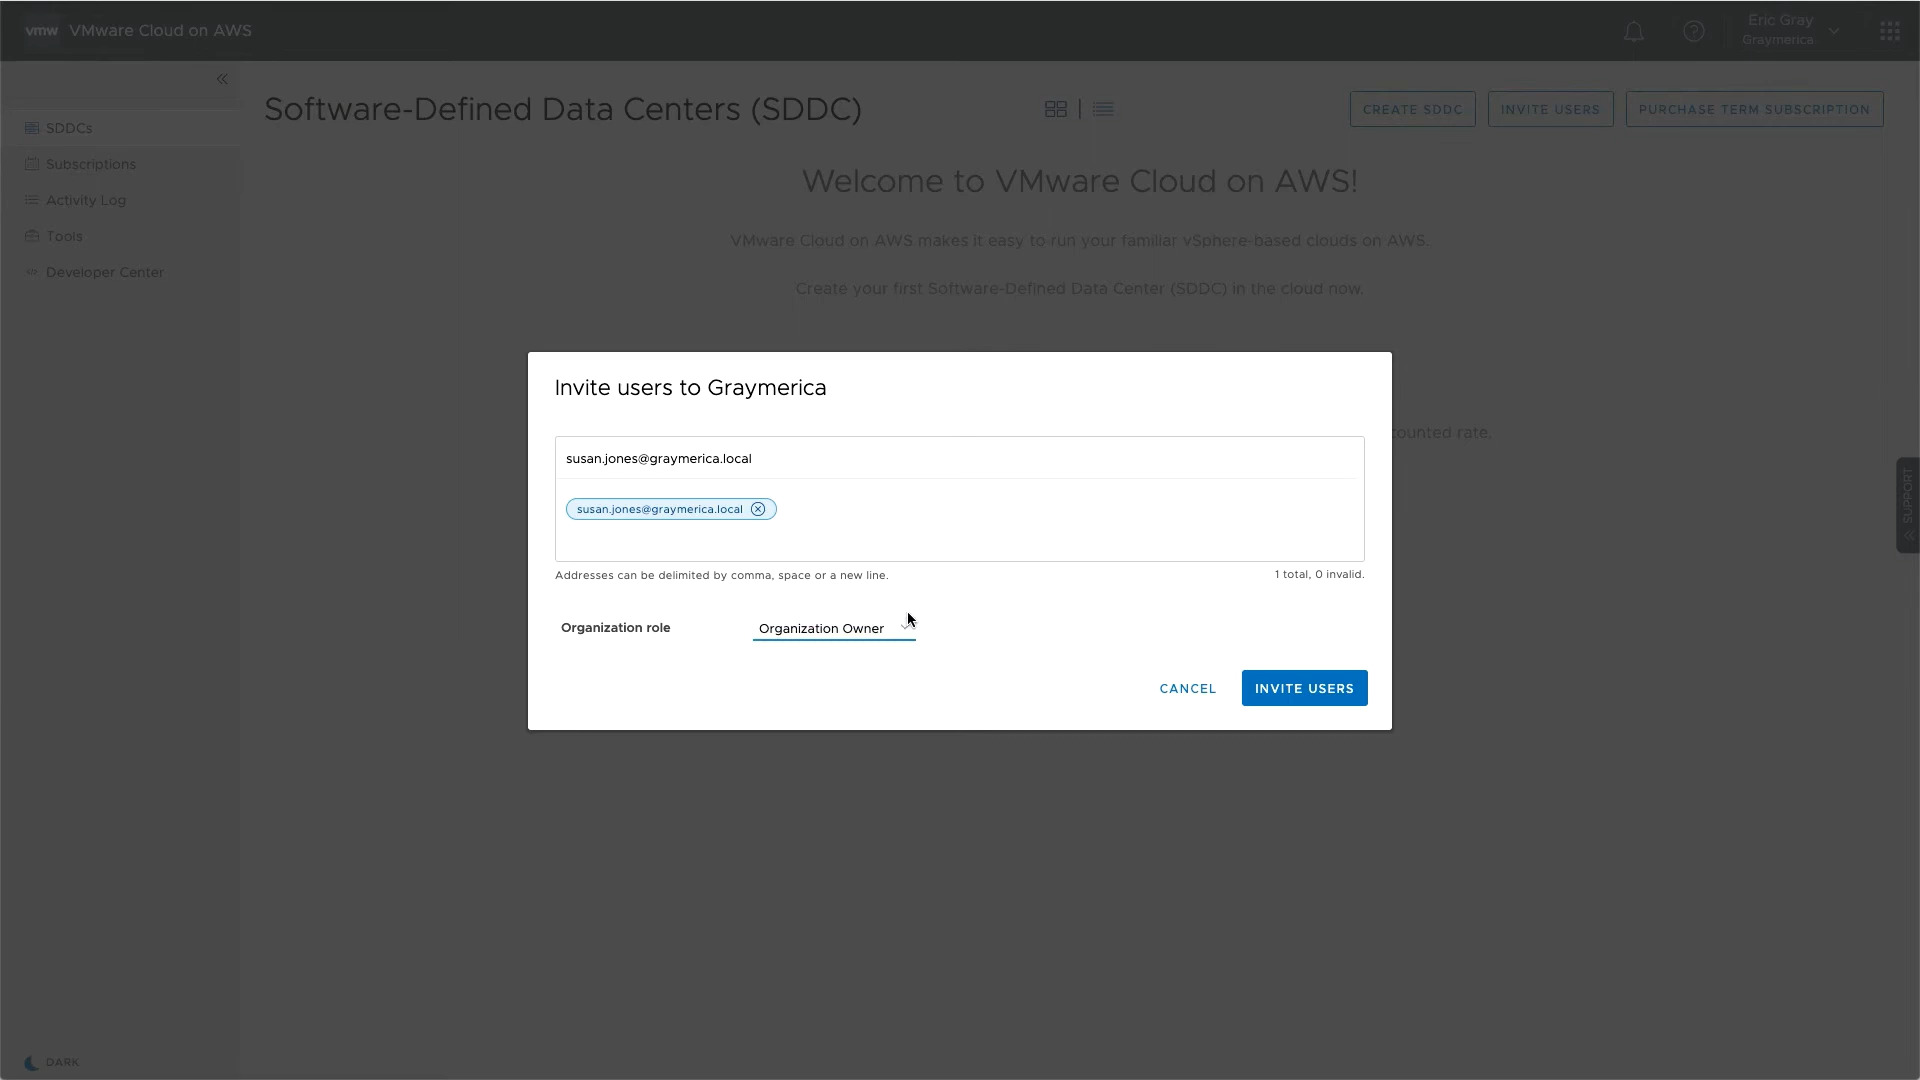 vmw VMware Cloud on AWS
Eric Gray
Graymerica
SDDCs
Subscriptions
Activity Log
Tools
Developer Center
Software-Defined Data Centers (SDDC)
CREATE SDDC
INVITE USERS
PURCHASE TERM SUBSCRIPTION
Welcome to VMware Cloud on AWS!
VMware Cloud on AWS makes it easy to run your familiar vSphere-based clouds on AWS.
Create your first Software-Defined Data Center (SDDC) in the cloud now.
counted rate.
Invite users to Graymerica
susan.jones@graymerica.local
susan.jones@graymerica.local
Addresses can be delimited by comma, space or a new line.
1 total, 0 invalid.
Organization role
Organization Owner
CANCEL
INVITE USERS
SUPPORT
DARK